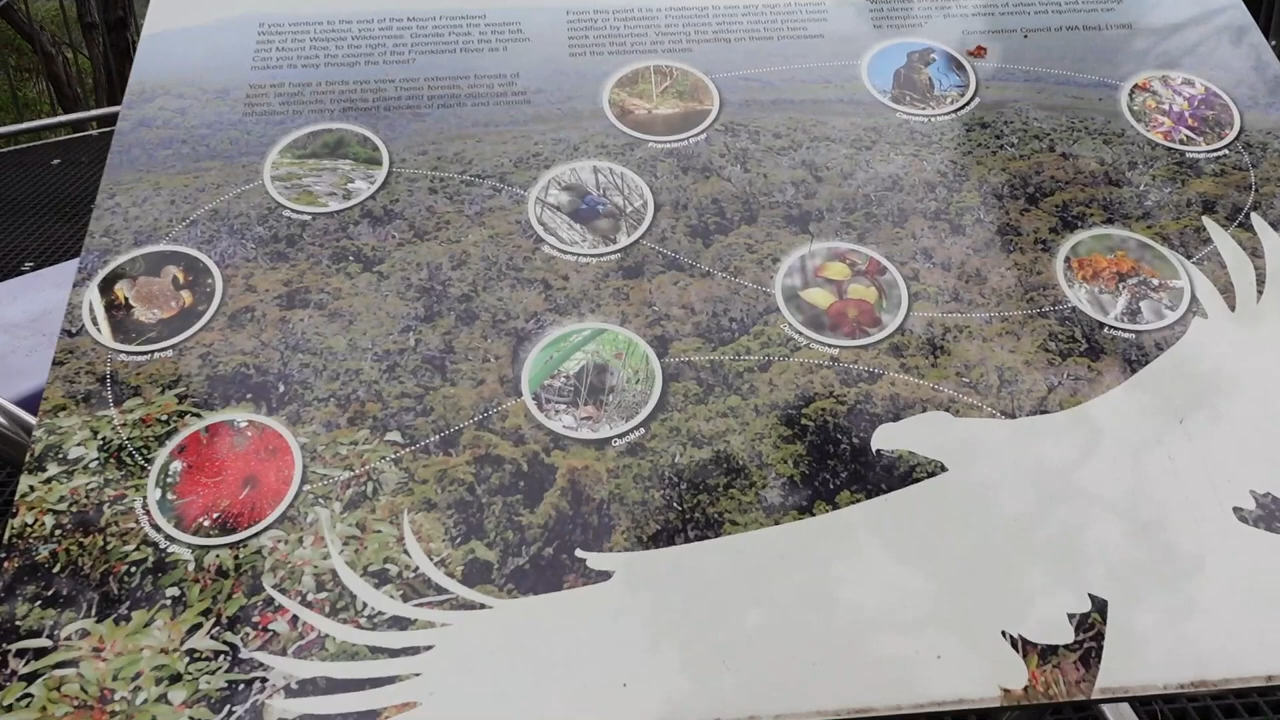 If you venture to the end of the Mount Frankland
Wilderness Lookout, you will see far across the western
side of the Walpole Wilderness. Granite Peak, to the left,
and Mount Roe, to the right, are prominent on the horizon.
Can you track the course of the Frankland River as it
makes its way through the forest?
You will have a birds eye view over extensive forests of
karri, jarrah, marri and tingle. These forests, along with
rivers, wetlands, treeless plains and granite outcrops are
inhabited by many different species of plants and animals
From this point it is a challenge to see any sign of human
activity or habitation. Protected areas which haven't been
modified by humans are places where natural processes
work undisturbed. Viewing the wilderness from here
ensures that you are not impacting on these processes
and the wilderness values.
and silence can ease the strains of urban living and encourage
contemplation – places where serenity and equilibrium can
be regained."
Conservation Council of WA (Inc), (1980)
Frankland River
Carnaby's black cockatoo
Wildflowers
Granite
Splendid fairy-wren
Sunset frog
Donkey orchid
Lichen
Quokka
Red-flowering gum